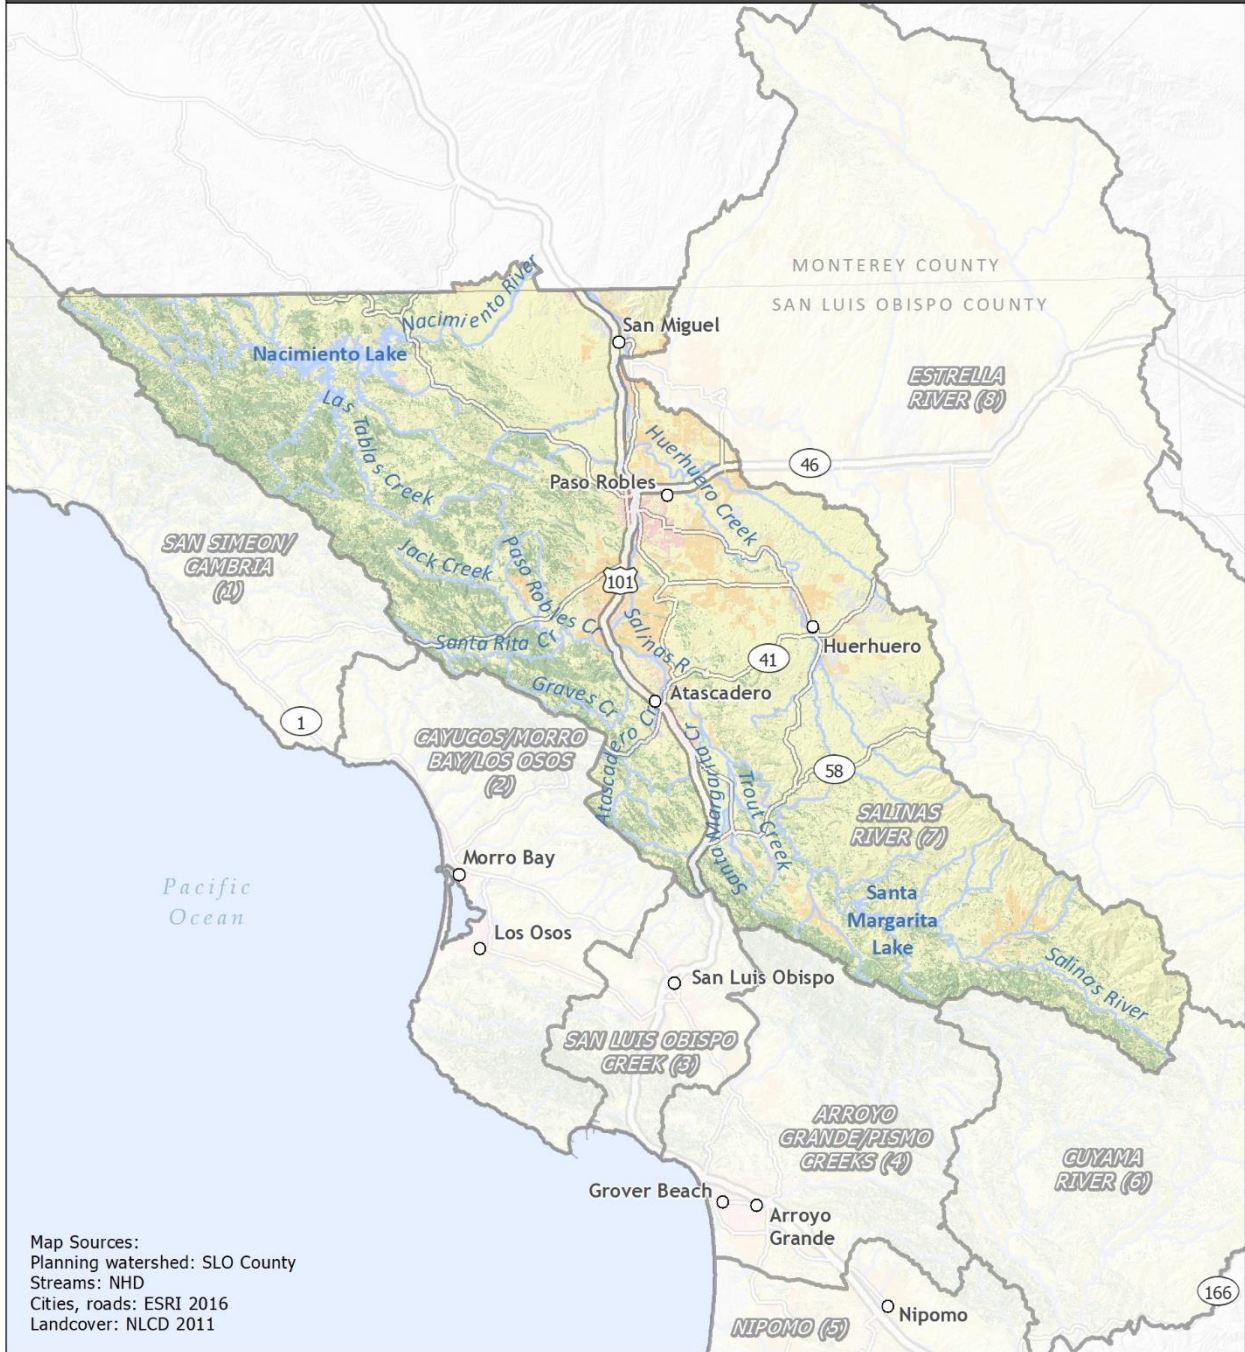 MONTEREY COUNTY
SAN LUIS OBISPO COUNTY
Nacimiento River
San Miguel
Nacimiento Lake
ESTRELLA
RIVER (8)
Las Tablas Creek
Huerhuero Creek
46
Paso Robles
SAN SIMEON/
CAMBRIA
(1)
Jack Creek
Paso Robles Cr
101
Salinas R
Santa Rita Cr
Huerhuero
41
Graves Cr
Atascadero
1
CAYUCOS/MORRO
BAY/LOS OSOS
(2)
Atascadero Cr
Santa Margarita Cr
Trout Creek
58
SALINAS
RIVER (7)
Morro Bay
Pacific
Ocean
Santa
Margarita
Lake
Los Osos
Salinas River
San Luis Obispo
SAN LUIS OBISPO
CREEK (3)
ARROYO
GRANDE/PISMO
CREEKS (4)
CUYAMA
RIVER (6)
Grover Beach
Arroyo
Grande
Map Sources:
Planning watershed: SLO County
Streams: NHD
Cities, roads: ESRI 2016
Landcover: NLCD 2011
166
Nipomo
NIPOMO (5)